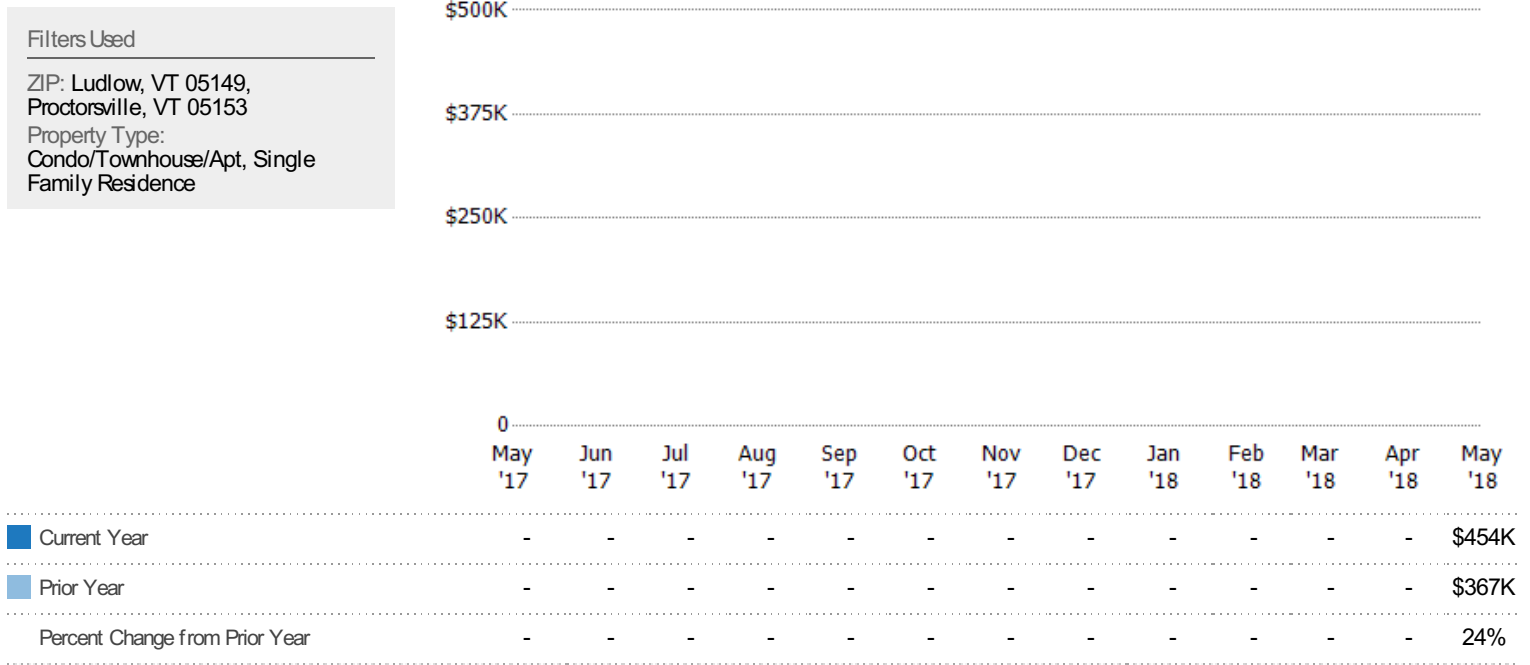 Filters Used
ZIP: Ludlow, VT 05149,
Proctorsville, VT 05153
Property Type:
Condo/Townhouse/Apt, Single
Family Residence
$500K
$375K
$250K
$125K
0
May Jun Jul Aug Sep Oct Nov Dec Jan Feb Mar Apr May
'17 '17 '17 '17 '17 '17 '17 '17 '18 '18 '18 '18 '18
Current Year - - - - - - - - - - - - $454K
Prior Year - - - - - - - - - - - - $367K
Percent Change from Prior Year - - - - - - - - - - - - 24%